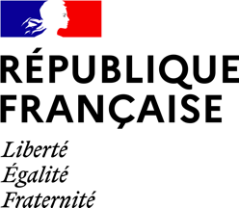 RÉPUBLIQUE
FRANÇAISE
Liberté
Égalité
Fraternité